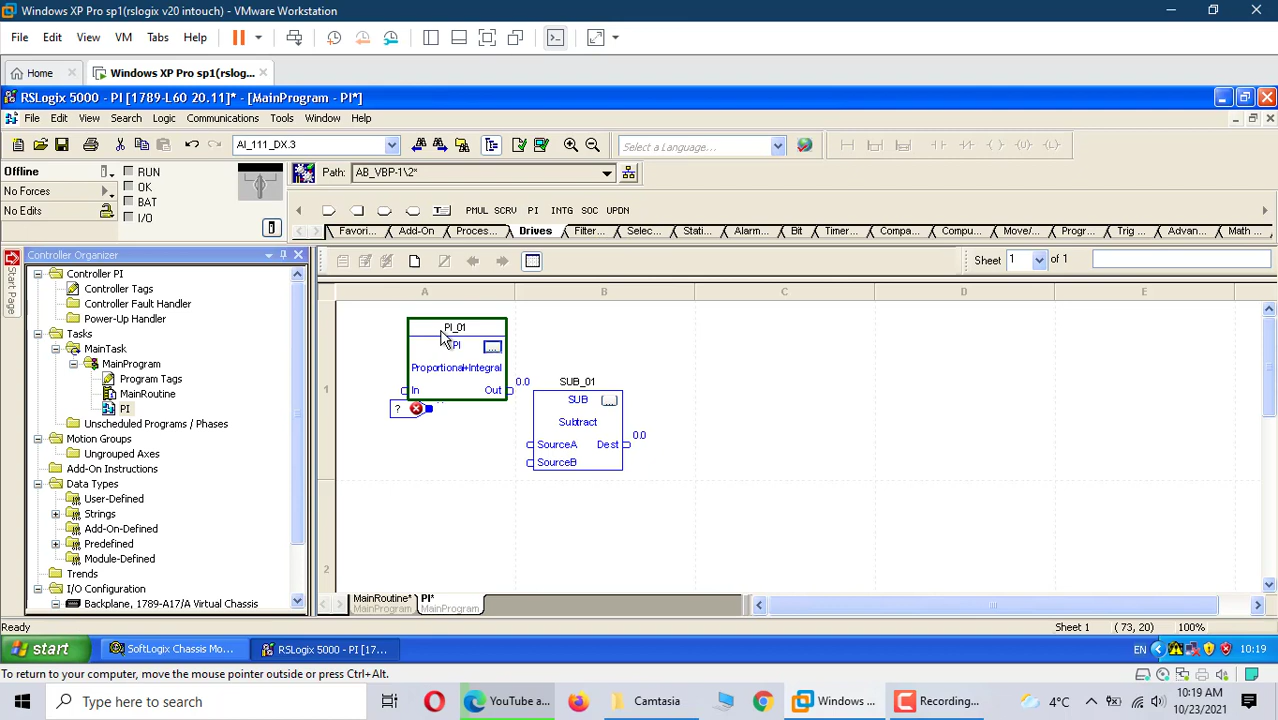 Windows XP Pro sp1(rslogix v20 intouch) - VMware Workstation
File Edit View VM Tabs Help
Home Windows XP Pro sp1(rslog...
RSLogix 5000 - PI [1789-L60 20.11]* - [MainProgram - PI*]
File Edit View Search Logic Communications Tools Window Help
AI_111_DX.3 Select a Language...
Offline RUN Path: AB_VBP-1\2*
No Forces OK
No Edits BAT
I/O
PMUL SCRV PI INTG SOC UPDN
Favori... Add-On Proces... Drives Filter... Selec... Stati... Alarm... Bit Timer... Compa... Compu... Move/... Progr... Trig ... Advan... Math ...
Controller Organizer
Sheet 1 of 1
Start Page
Controller PI
Controller Tags
Controller Fault Handler
Power-Up Handler
Tasks
MainTask
MainProgram
Program Tags
MainRoutine
PI
Unscheduled Programs / Phases
Motion Groups
Ungrouped Axes
Add-On Instructions
Data Types
User-Defined
Strings
Add-On-Defined
Predefined
Module-Defined
Trends
I/O Configuration
Backplane, 1789-A17/A Virtual Chassis
A B C D E
1
2
PI_01
PI ...
Proportional+Integral
In Out 0.0
?
SUB_01
SUB ...
Subtract
SourceA Dest 0.0
SourceB
MainRoutine* PI*
MainProgram MainProgram
Ready Sheet 1 ( 73, 20) 100%
start SoftLogix Chassis Mo... RSLogix 5000 - PI [17... EN 10:19
To return to your computer, move the mouse pointer outside or press Ctrl+Alt.
Type here to search YouTube a... Camtasia Windows ... Recording... 4°C 10:19 AM
10/23/2021